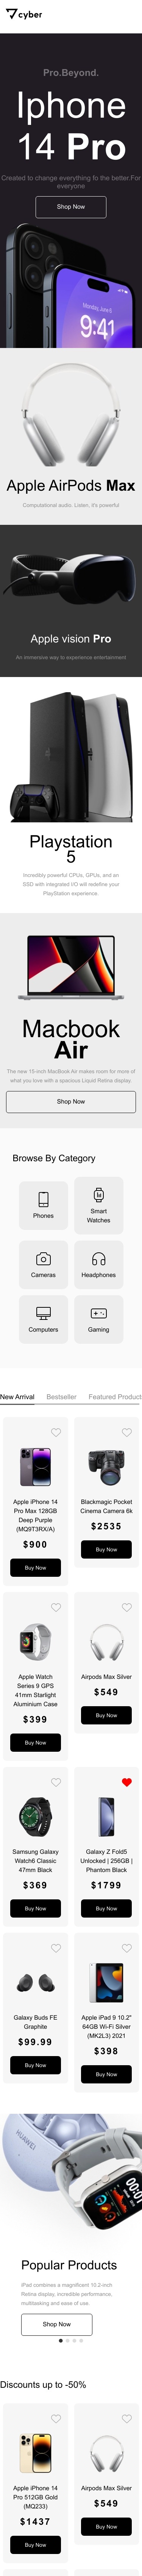 cyber
Pro.Beyond.
Iphone
14 Pro
Created to change everything fo the better.For
everyone
Shop Now
Monday, June 5
9:41
Apple AirPods Max
Computational audio. Listen, it's powerful
Apple vision Pro
An immersive way to experience entertainment
Playstation
5
Incredibly powerful CPUs, GPUs, and an
SSD with integrated I/O will redefine your
PlayStation experience.
Macbook
Air
The new 15-inch MacBook Air makes room for more of
what you love with a spacious Liquid Retina display.
Shop Now
Browse By Category
Phones
Smart
Watches
Cameras
Headphones
Computers
Gaming
New Arrival
Bestseller
Featured Product
Apple iPhone 14
Pro Max 128GB
Deep Purple
(MQ9T3RX/A)
$900
Buy Now
Blackmagic Pocket
Cinema Camera 6k
$2535
Buy Now
Apple Watch
Series 9 GPS
41mm Starlight
Aluminium Case
$399
Buy Now
Airpods Max Silver
$549
Buy Now
Samsung Galaxy
Watch6 Classic
47mm Black
$369
Buy Now
Galaxy Z Fold5
Unlocked | 256GB |
Phantom Black
$1799
Buy Now
Galaxy Buds FE
Graphite
$99.99
Buy Now
Apple iPad 9 10.2"
64GB Wi-Fi Silver
(MK2L3) 2021
$398
Buy Now
HUAWEI
Popular Products
iPad combines a magnificent 10.2-inch
Retina display, incredible performance,
multitasking and ease of use.
Shop Now
Discounts up to -50%
Apple iPhone 14
Pro 512GB Gold
(MQ233)
$1437
Buy Now
Airpods Max Silver
$549
Buy Now